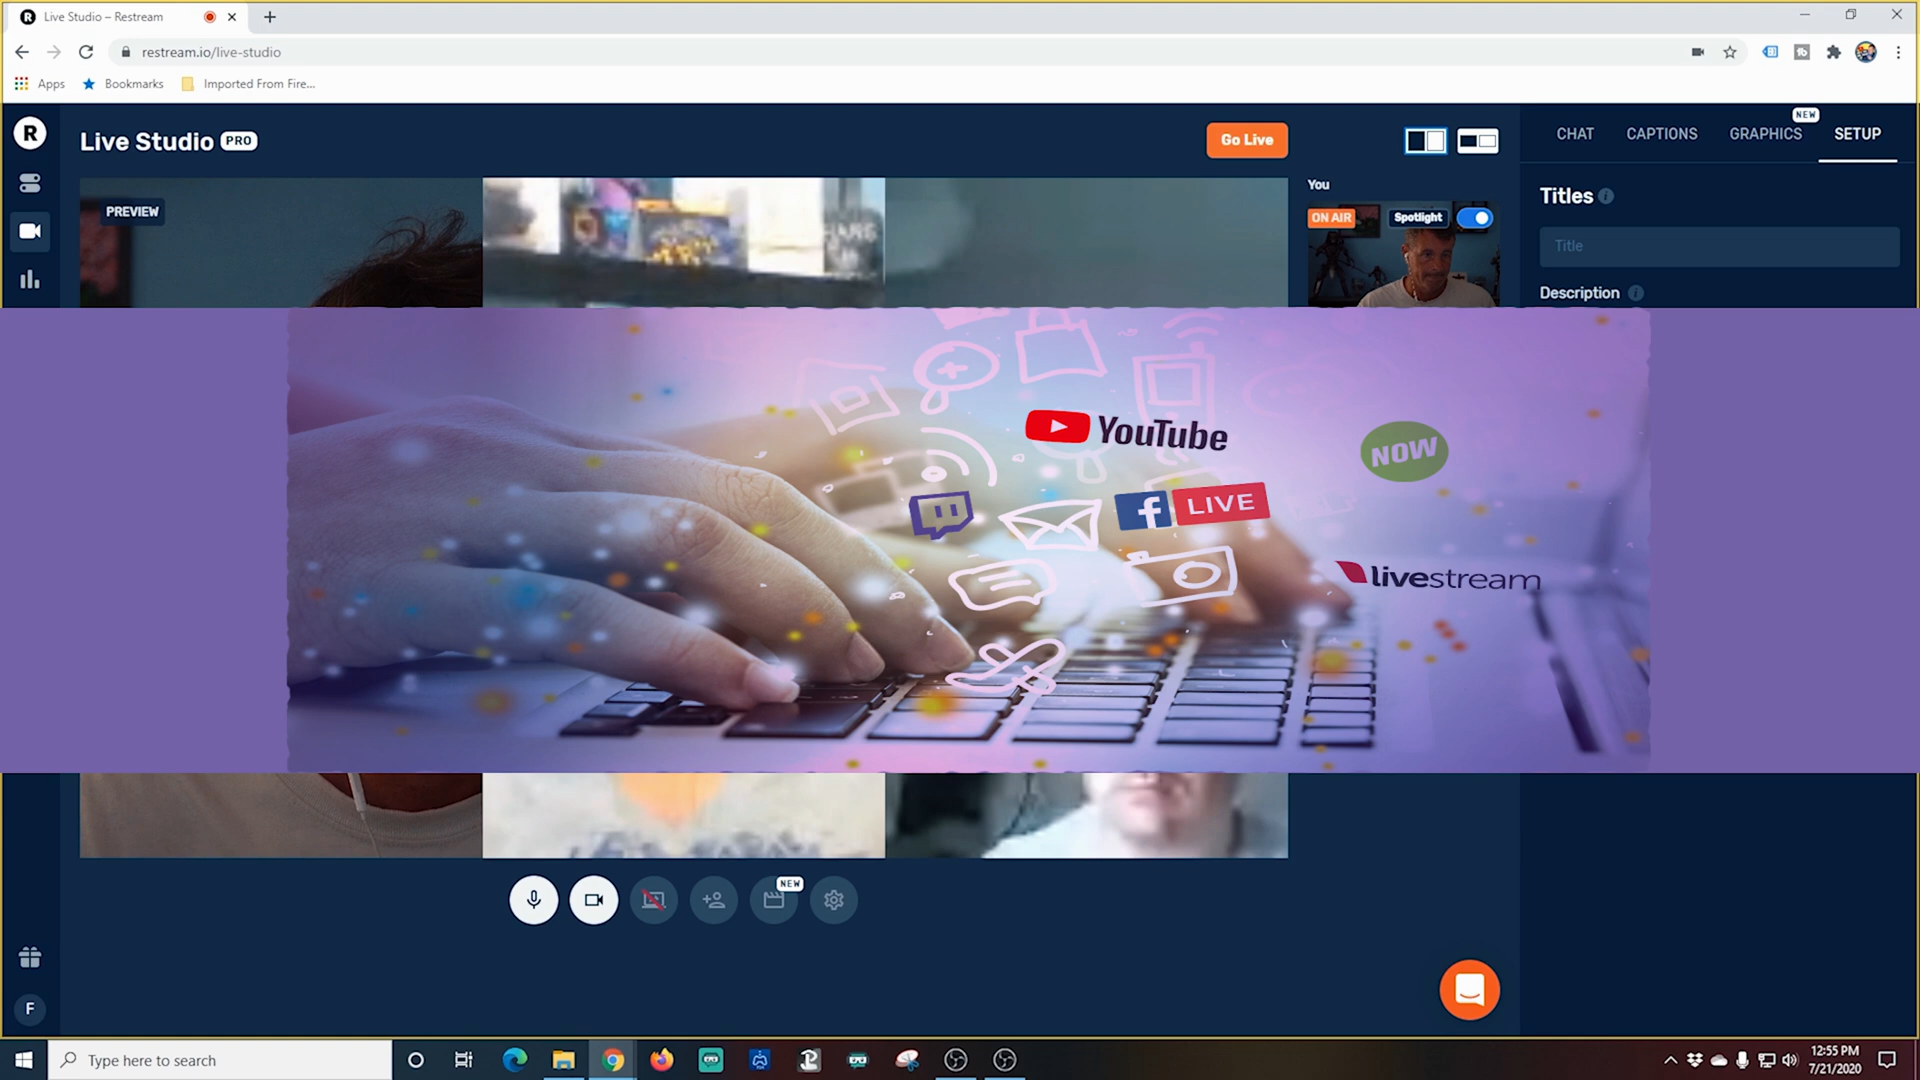 Live Studio – Restream
restream.io/live-studio
Apps
Bookmarks
Imported From Fire...
R
Live Studio PRO
Go Live
CHAT
CAPTIONS
GRAPHICS
NEW
SETUP
PREVIEW
You
ON AIR
Spotlight
Titles
Title
Description
YouTube
NOW
f LIVE
livestream
NEW
F
Type here to search
12:55 PM
7/21/2020